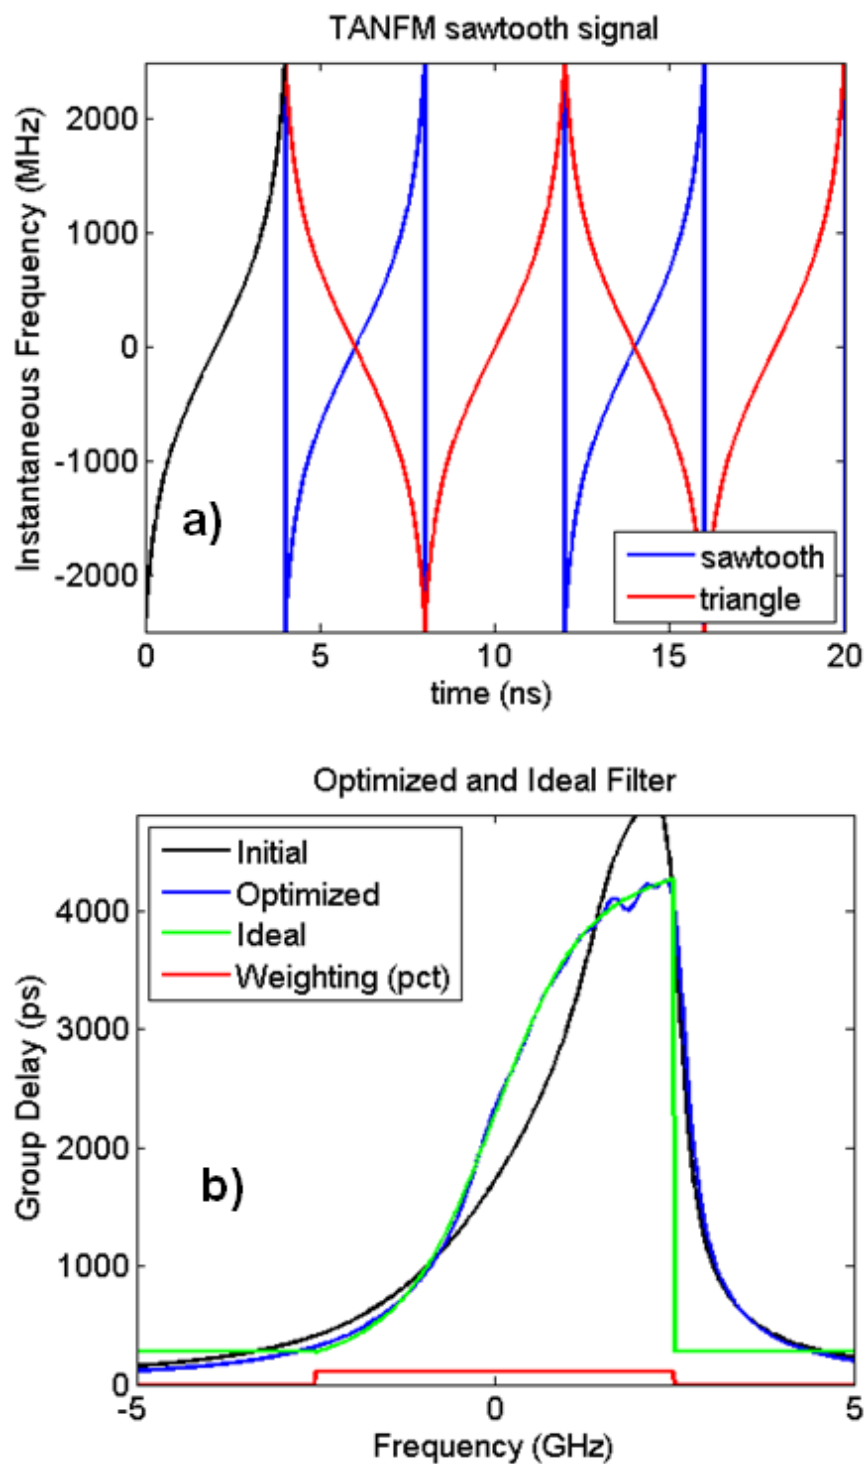 TANFM sawtooth signal
Instantaneous Frequency (MHz)
2000
1000
0
-1000
-2000
a)
sawtooth
triangle
0
5
10
15
20
time (ns)
Optimized and Ideal Filter
Group Delay (ps)
4000
3000
2000
1000
0
Initial
Optimized
Ideal
Weighting (pct)
b)
-5
0
5
Frequency (GHz)